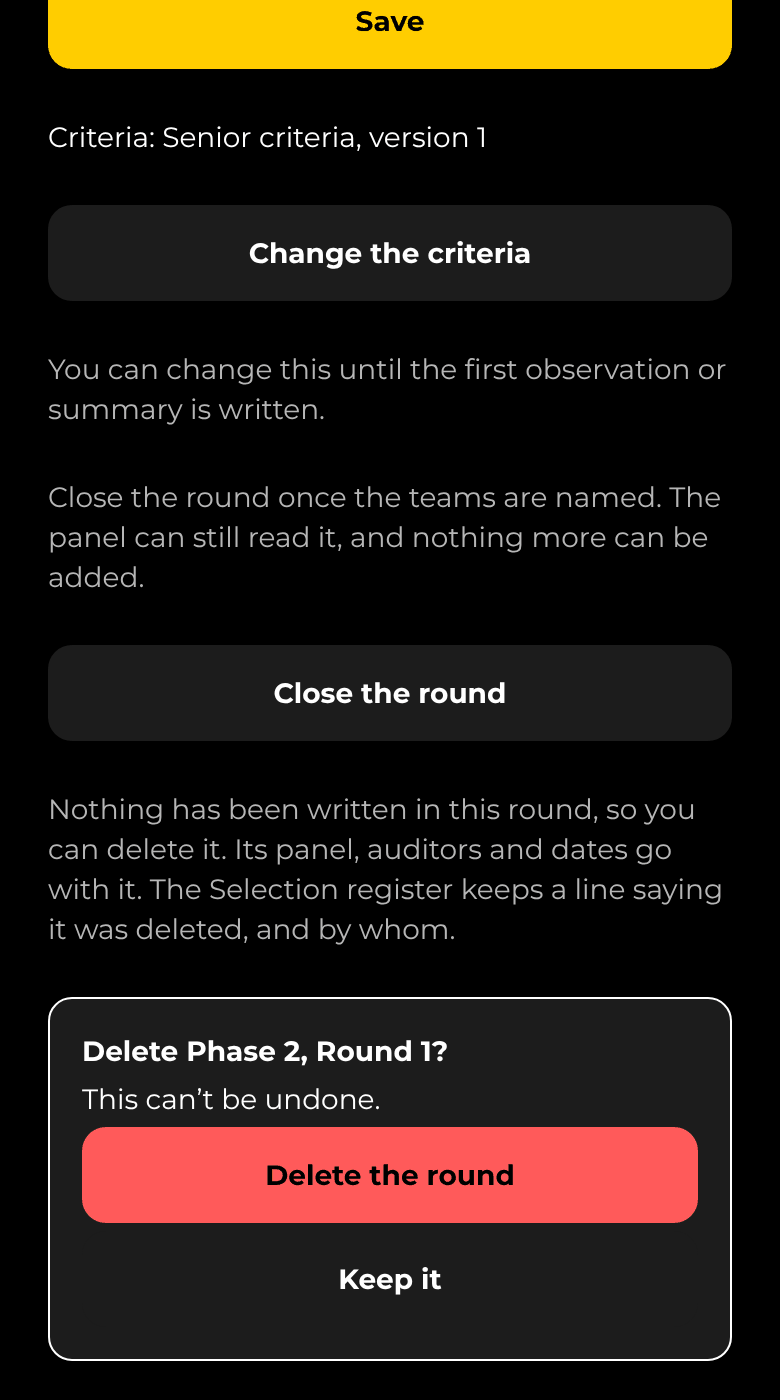 Save
Criteria: Senior criteria, version 1
Change the criteria
You can change this until the first observation or
summary is written.
Close the round once the teams are named. The
panel can still read it, and nothing more can be
added.
Close the round
Nothing has been written in this round, so you
can delete it. Its panel, auditors and dates go
with it. The Selection register keeps a line saying
it was deleted, and by whom.
Delete Phase 2, Round 1?
This can’t be undone.
Delete the round
Keep it